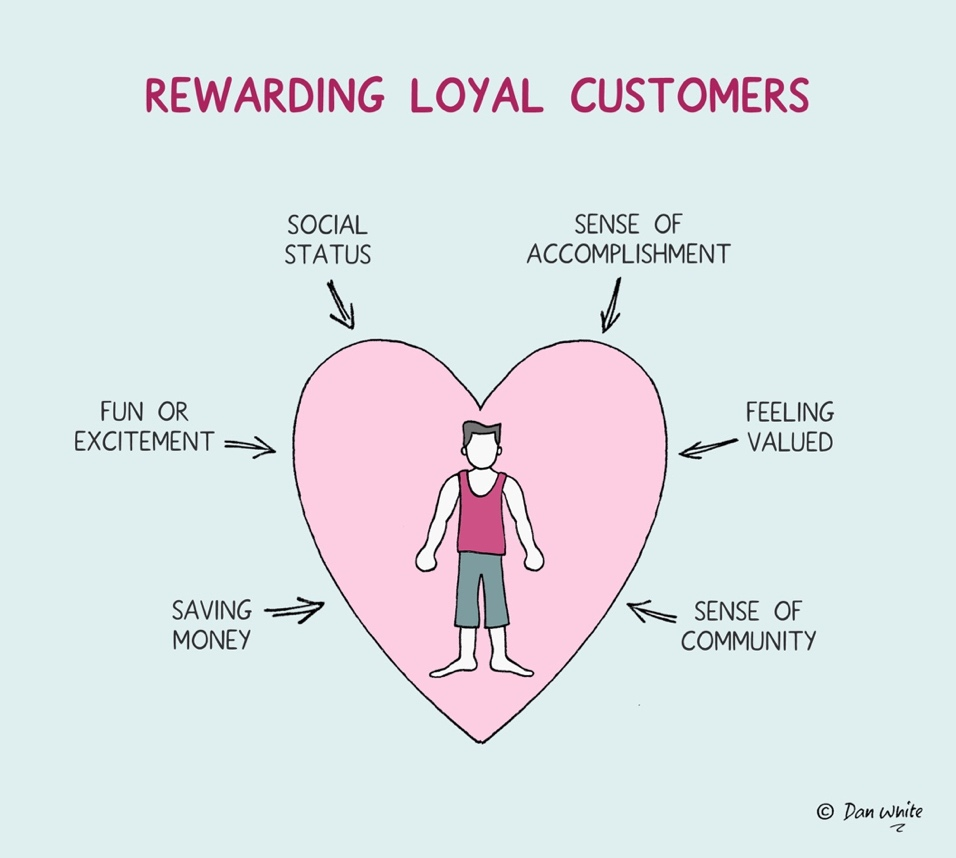 REWARDING LOYAL CUSTOMERS
SOCIAL
STATUS
SENSE OF
ACCOMPLISHMENT
FUN OR
EXCITEMENT
FEELING
VALUED
SAVING
MONEY
SENSE OF
COMMUNITY
© Dan White